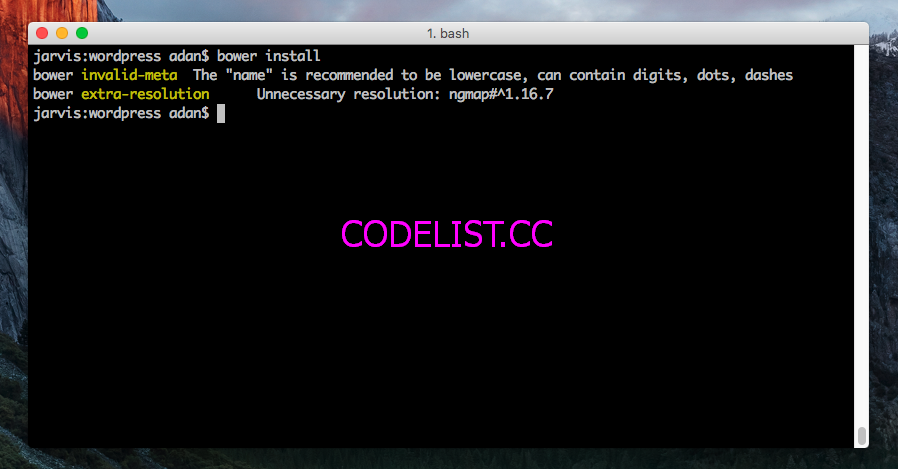 1. bash
jarvis:wordpress adan$ bower install
bower invalid-meta  The "name" is recommended to be lowercase, can contain digits, dots, dashes
bower extra-resolution      Unnecessary resolution: ngmap#^1.16.7
jarvis:wordpress adan$
CODELIST.CC